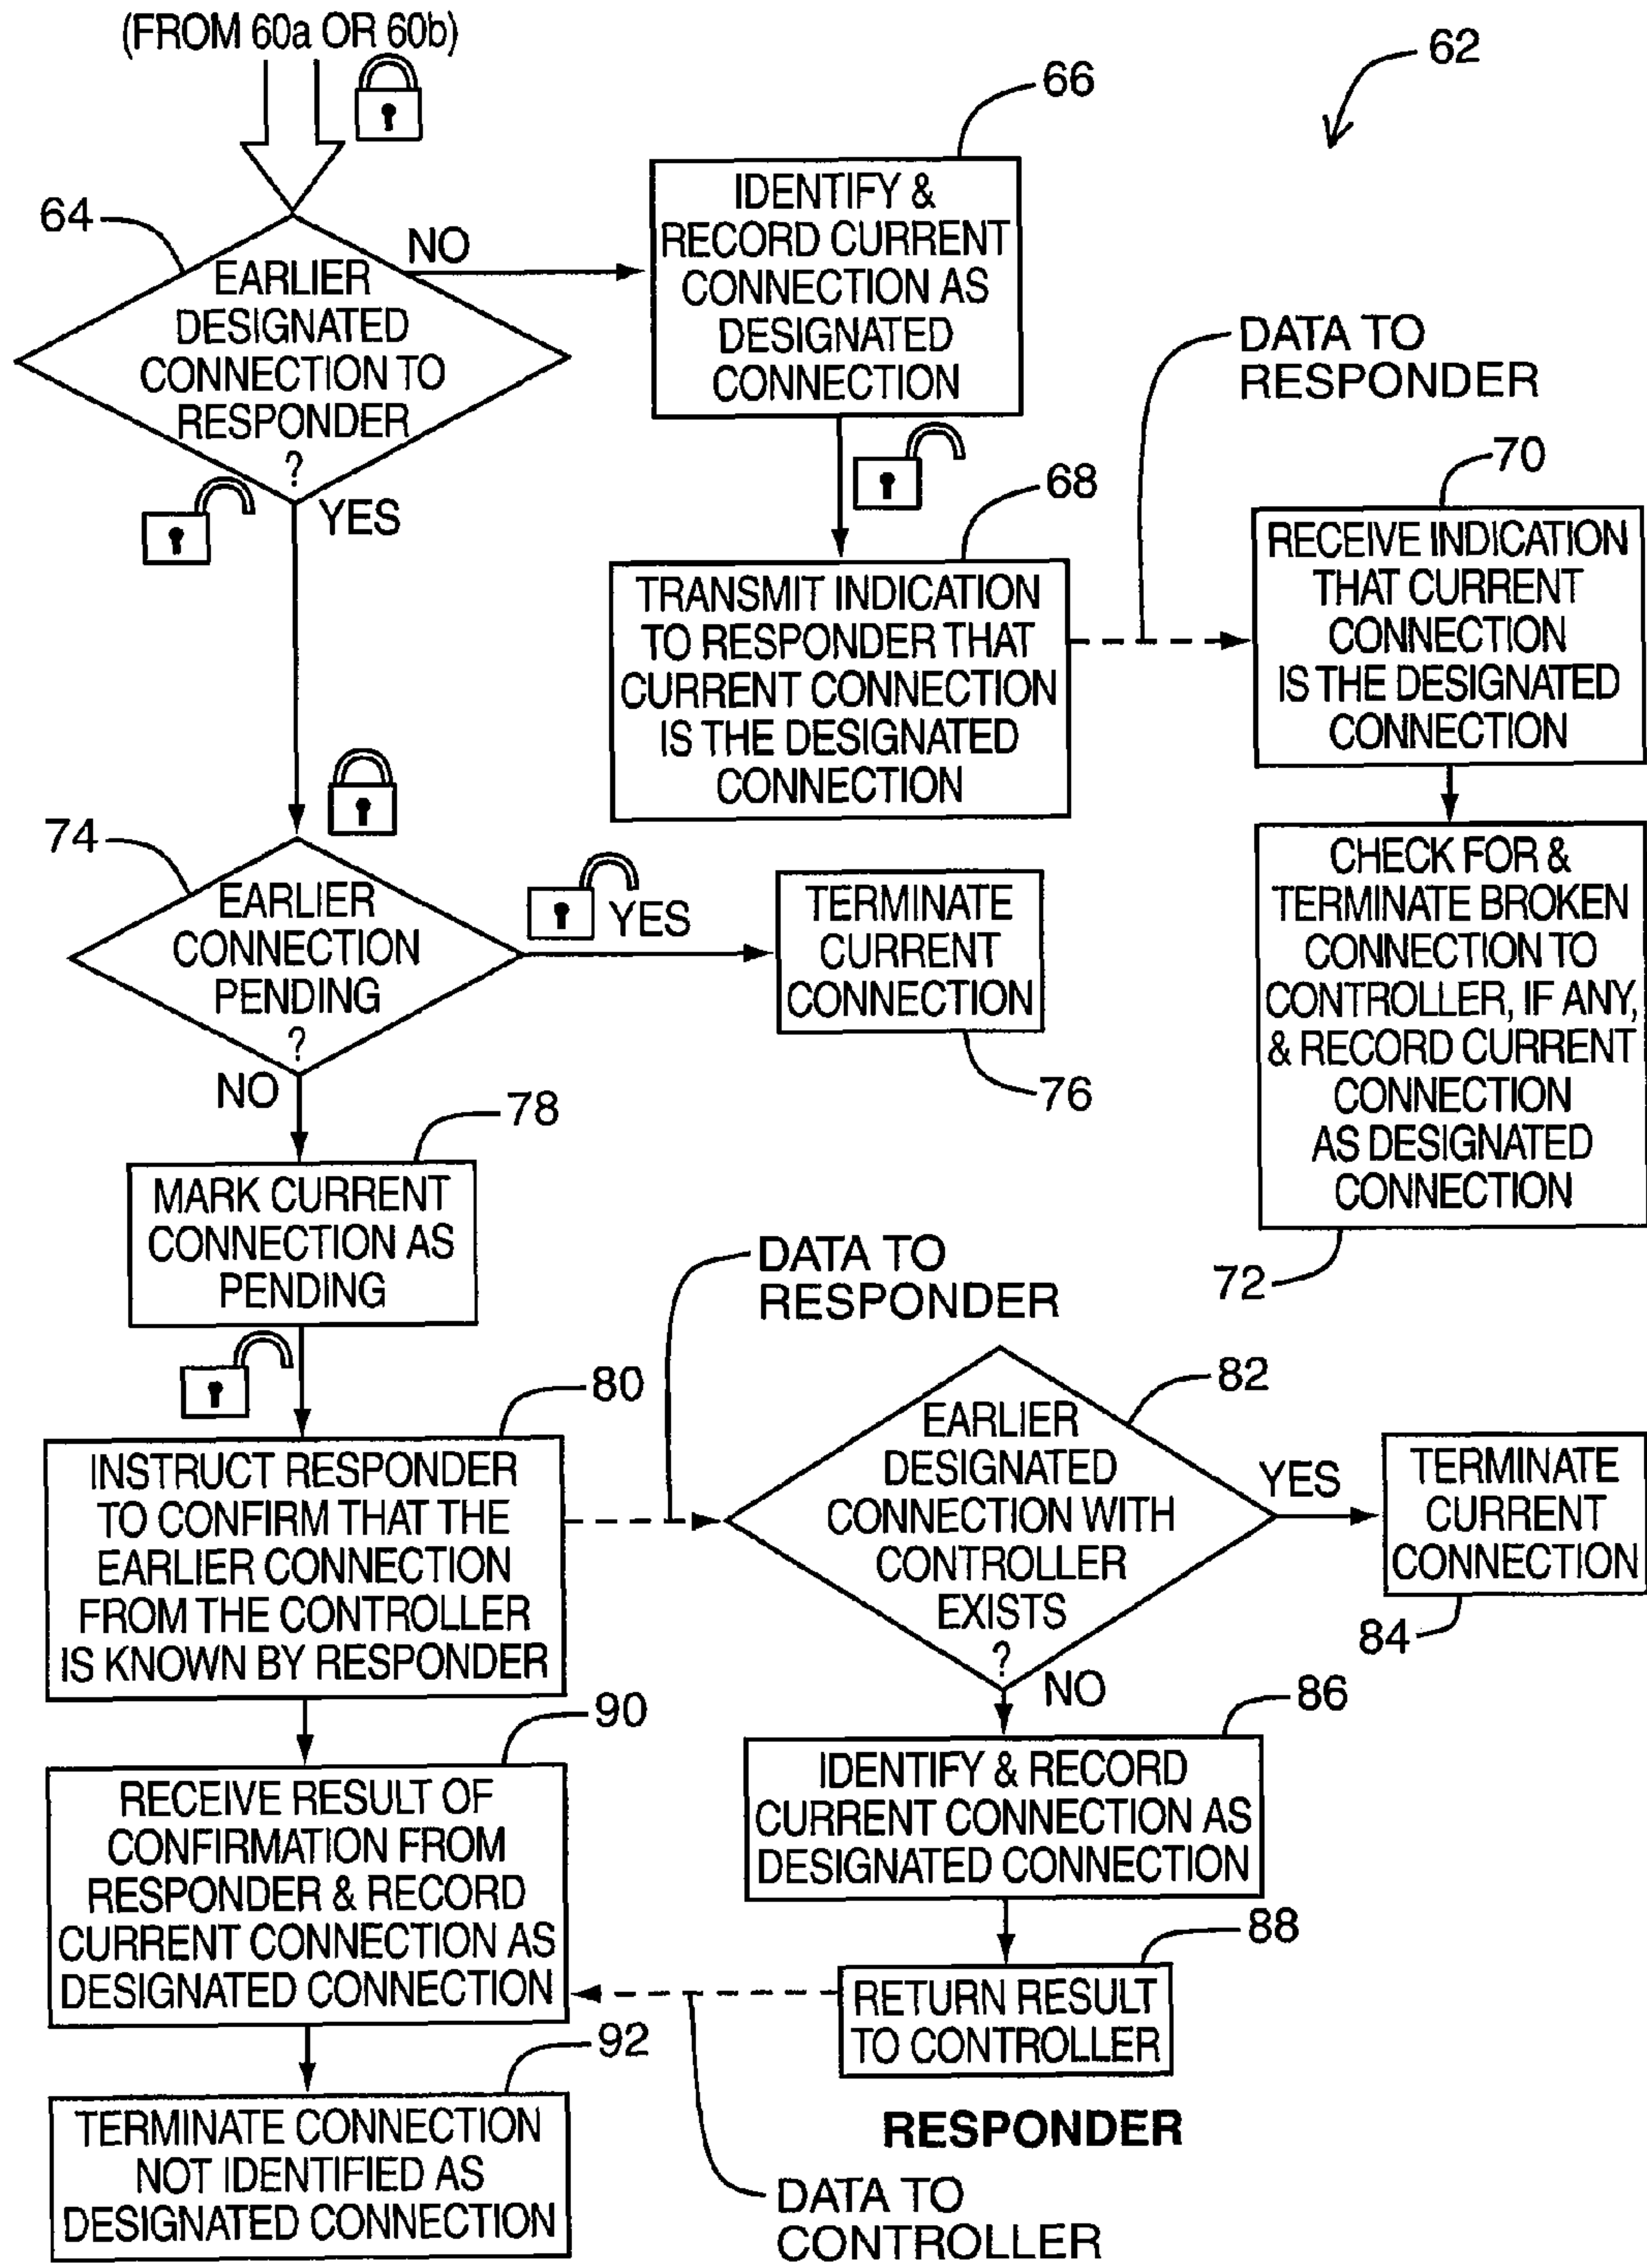 (FROM 60a OR 60b)
62
66
IDENTIFY &
RECORD CURRENT
CONNECTION AS
DESIGNATED
CONNECTION
64
NO
EARLIER
DESIGNATED
CONNECTION TO
RESPONDER
?
YES
DATA TO
RESPONDER
68
TRANSMIT INDICATION
TO RESPONDER THAT
CURRENT CONNECTION
IS THE DESIGNATED
CONNECTION
70
RECEIVE INDICATION
THAT CURRENT
CONNECTION
IS THE DESIGNATED
CONNECTION
CHECK FOR &
TERMINATE BROKEN
CONNECTION TO
CONTROLLER, IF ANY,
& RECORD CURRENT
CONNECTION
AS DESIGNATED
CONNECTION
72
74
EARLIER
CONNECTION
PENDING
?
YES
TERMINATE
CURRENT
CONNECTION
76
NO
78
MARK CURRENT
CONNECTION AS
PENDING
DATA TO
RESPONDER
80
INSTRUCT RESPONDER
TO CONFIRM THAT THE
EARLIER CONNECTION
FROM THE CONTROLLER
IS KNOWN BY RESPONDER
82
EARLIER
DESIGNATED
CONNECTION WITH
CONTROLLER
EXISTS
?
YES
TERMINATE
CURRENT
CONNECTION
84
NO
86
IDENTIFY & RECORD
CURRENT CONNECTION AS
DESIGNATED CONNECTION
88
RETURN RESULT
TO CONTROLLER
90
RECEIVE RESULT OF
CONFIRMATION FROM
RESPONDER & RECORD
CURRENT CONNECTION AS
DESIGNATED CONNECTION
92
TERMINATE CONNECTION
NOT IDENTIFIED AS
DESIGNATED CONNECTION
RESPONDER
DATA TO
CONTROLLER